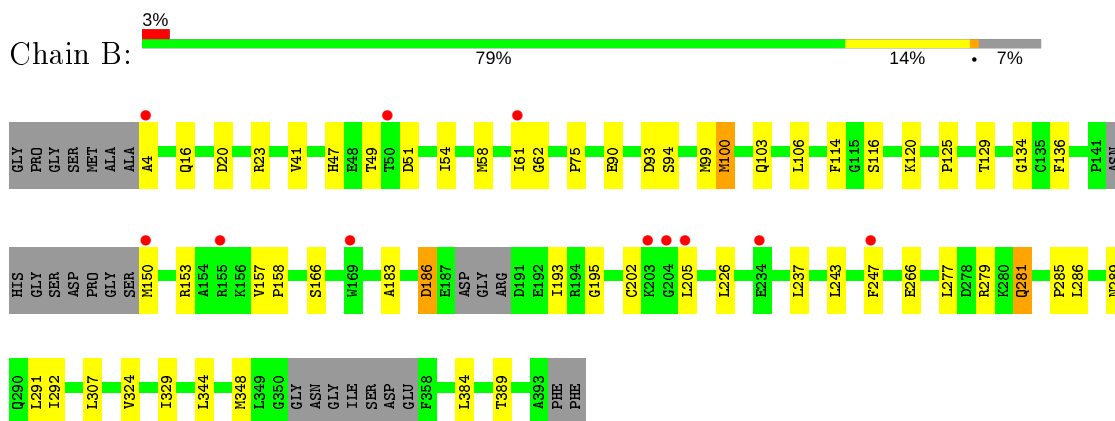 3%
Chain B:
79% 14% • 7%
GLY PRO GLY SER MET ALA ALA A4 Q16 D20 R23 V41 H47 E48 T49 T50 D51 I54 M58 I61 G62 P75 E90 D93 S94 M99 M100 Q103 L106 F114 G115 S116 K120 P125 T129 G134 C135 F136 P141 ASN
HIS GLY SER ASP PRO GLY SER M150 R153 A154 R155 K156 V157 P158 S166 W169 A183 D186 E187 ASP GLY ARG D191 E192 I193 R194 G195 C202 K203 G204 L205 L226 E234 L237 L243 F247 E266 L277 D278 R279 K280 Q281 P285 L286
Q290 L291 I292 L307 V324 I329 L344 M348 L349 G350 GLY ASN GLY ILE SER ASP GLU F358 L384 T389 A393 PHE PHE